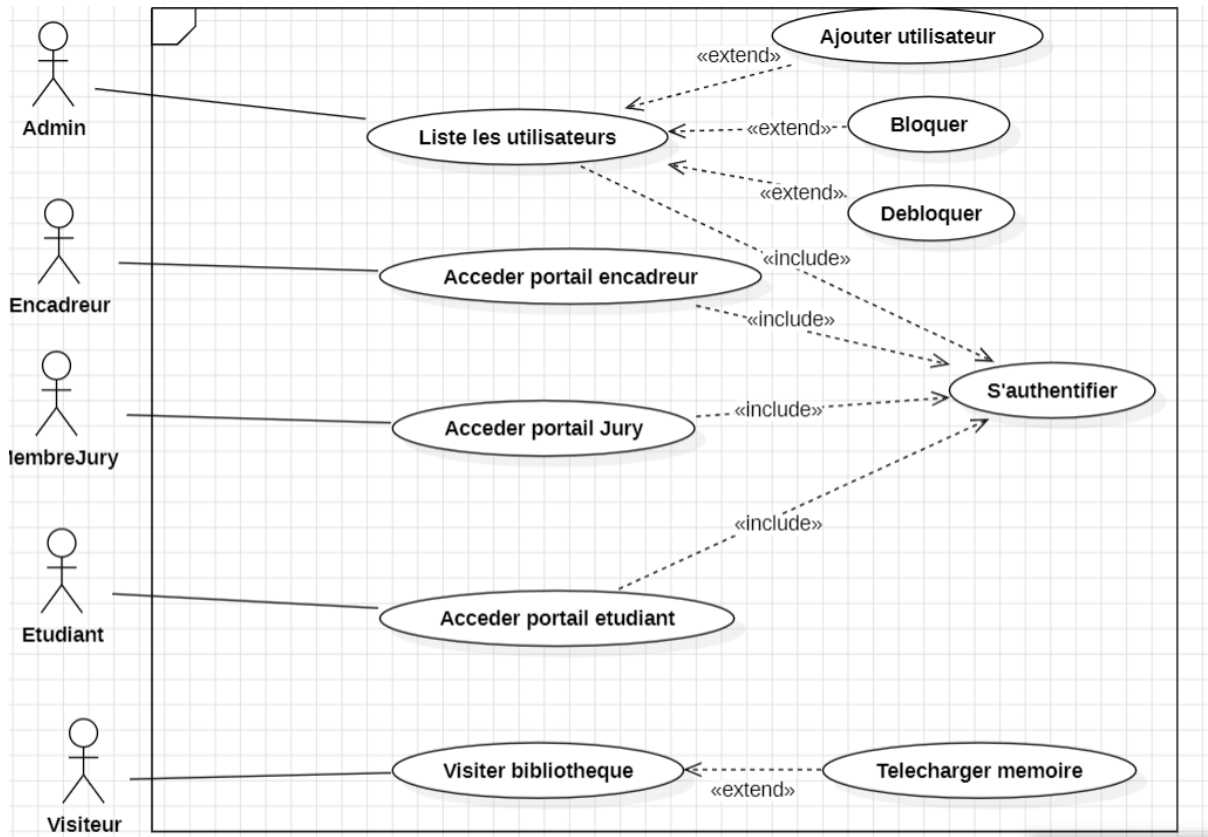 Ajouter utilisateur
«extend»
Admin
Liste les utilisateurs
«extend»
Bloquer
«extend»
Debloquer
«include»
Acceder portail encadreur
Encadreur
«include»
S'authentifier
«include»
Acceder portail Jury
MembreJury
«include»
Acceder portail etudiant
Etudiant
Visiter bibliotheque
Telecharger memoire
«extend»
Visiteur